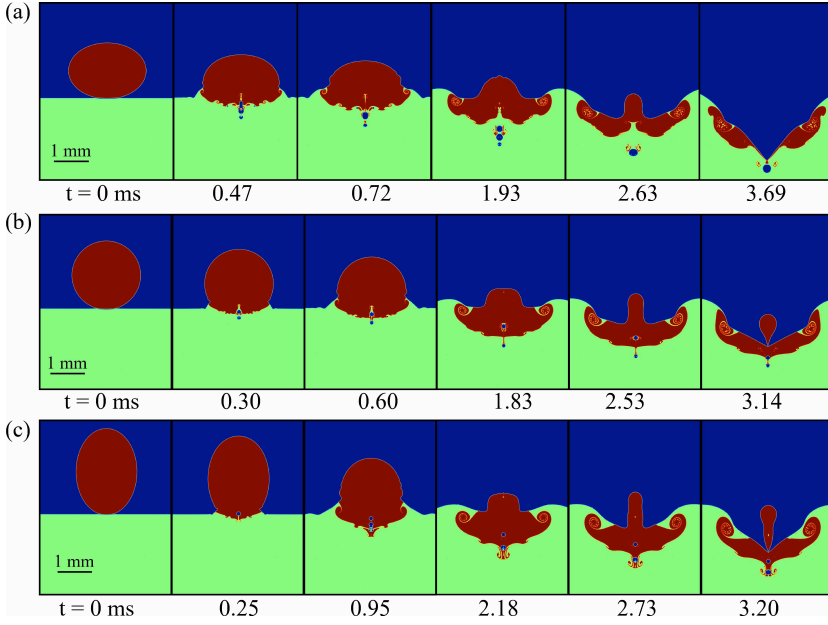 (a)
1 mm
t = 0 ms 0.47 0.72 1.93 2.63 3.69
(b)
1 mm
t = 0 ms 0.30 0.60 1.83 2.53 3.14
(c)
1 mm
t = 0 ms 0.25 0.95 2.18 2.73 3.20